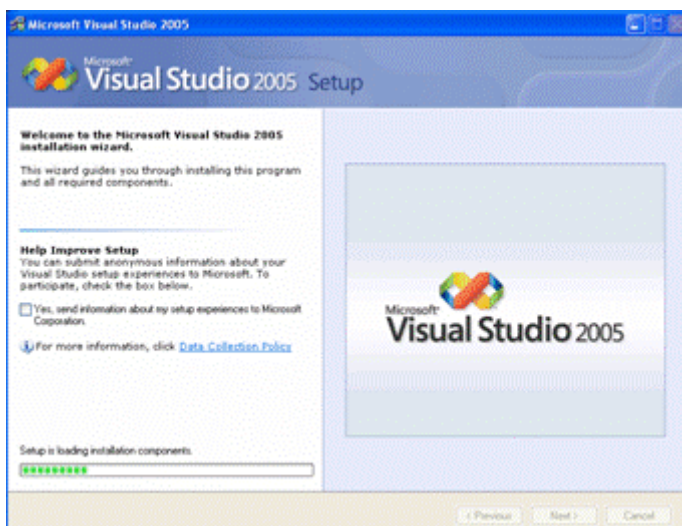 Microsoft Visual Studio 2005
Microsoft
Visual Studio 2005 Setup
Welcome to the Microsoft Visual Studio 2005
installation wizard.
This wizard guides you through installing this program
and all required components.
Help Improve Setup
You can submit anonymous information about your
Visual Studio setup experiences to Microsoft. To
participate, check the box below.
Yes, send information about my setup experiences to Microsoft
Corporation.
For more information, click Data Collection Policy
Microsoft
Visual Studio 2005
Setup is loading installation components.
< Previous Next > Cancel